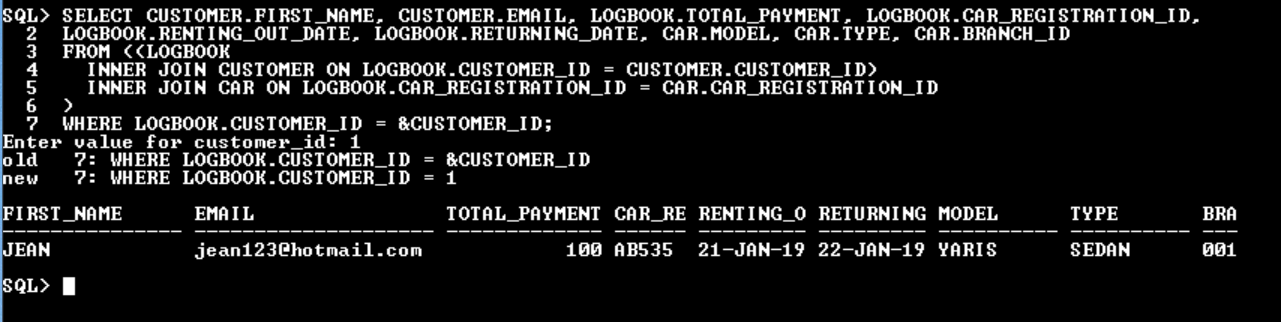 SQL> SELECT CUSTOMER.FIRST_NAME, CUSTOMER.EMAIL, LOGBOOK.TOTAL_PAYMENT, LOGBOOK.CAR_REGISTRATION_ID,
  2  LOGBOOK.RENTING_OUT_DATE, LOGBOOK.RETURNING_DATE, CAR.MODEL, CAR.TYPE, CAR.BRANCH_ID
  3  FROM ((LOGBOOK
  4    INNER JOIN CUSTOMER ON LOGBOOK.CUSTOMER_ID = CUSTOMER.CUSTOMER_ID)
  5    INNER JOIN CAR ON LOGBOOK.CAR_REGISTRATION_ID = CAR.CAR_REGISTRATION_ID
  6  )
  7  WHERE LOGBOOK.CUSTOMER_ID = &CUSTOMER_ID;
Enter value for customer_id: 1
old   7: WHERE LOGBOOK.CUSTOMER_ID = &CUSTOMER_ID
new   7: WHERE LOGBOOK.CUSTOMER_ID = 1
FIRST_NAME      EMAIL                TOTAL_PAYMENT CAR_RE RENTING_O RETURNING MODEL      TYPE       BRA
--------------- -------------------- ------------- ------ --------- --------- ---------- ---------- ---
JEAN            jean123@hotmail.com            100 AB535  21-JAN-19 22-JAN-19 YARIS      SEDAN      001
SQL>